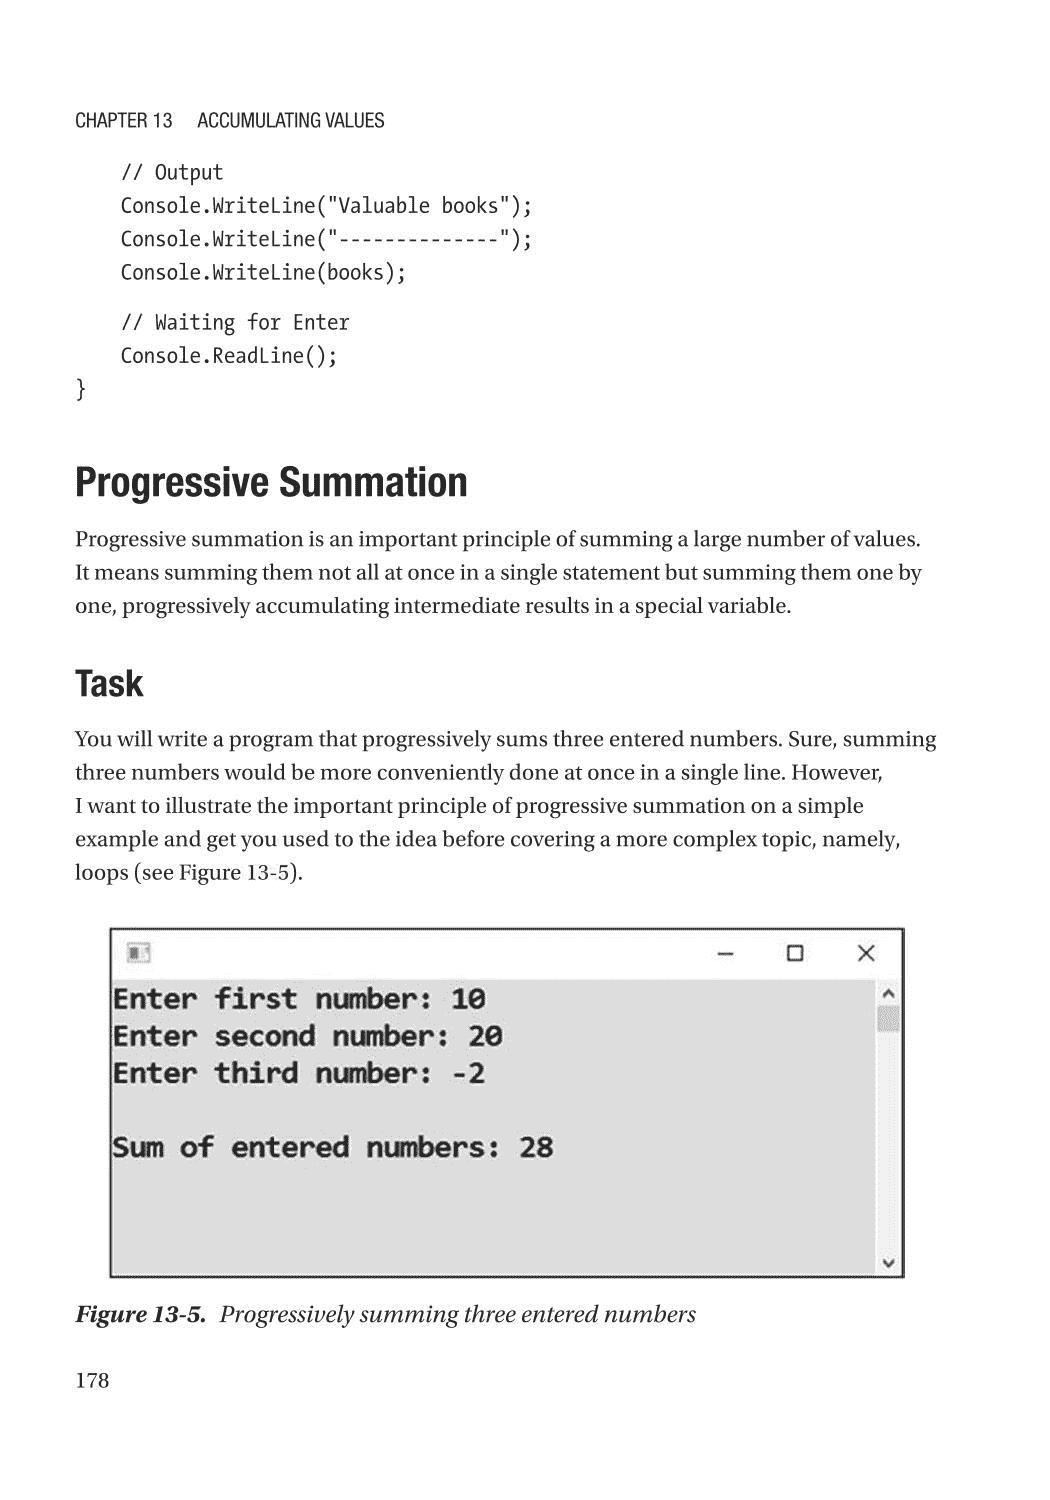 CHAPTER 13 ACCUMULATING VALUES
// Output
Console.WriteLine("Valuable books");
Console.WriteLine("--------------");
Console.WriteLine(books);
// Waiting for Enter
Console.ReadLine();
}
Progressive Summation
Progressive summation is an important principle of summing a large number of values.
It means summing them not all at once in a single statement but summing them one by
one, progressively accumulating intermediate results in a special variable.
Task
You will write a program that progressively sums three entered numbers. Sure, summing
three numbers would be more conveniently done at once in a single line. However,
I want to illustrate the important principle of progressive summation on a simple
example and get you used to the idea before covering a more complex topic, namely,
loops (see Figure 13-5).
Enter first number: 10
Enter second number: 20
Enter third number: -2
Sum of entered numbers: 28
Figure 13-5. Progressively summing three entered numbers
178